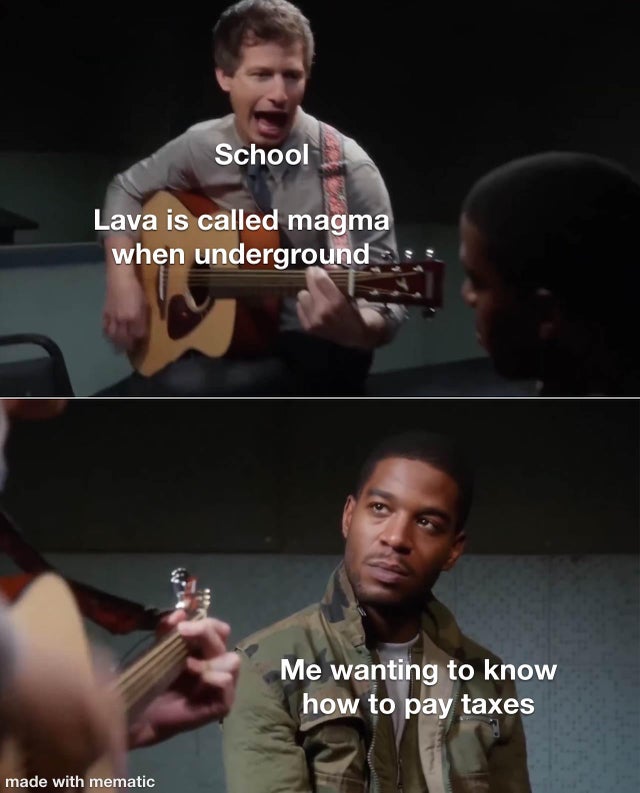 School
Lava is called magma
when underground
Me wanting to know
how to pay taxes
made with mematic